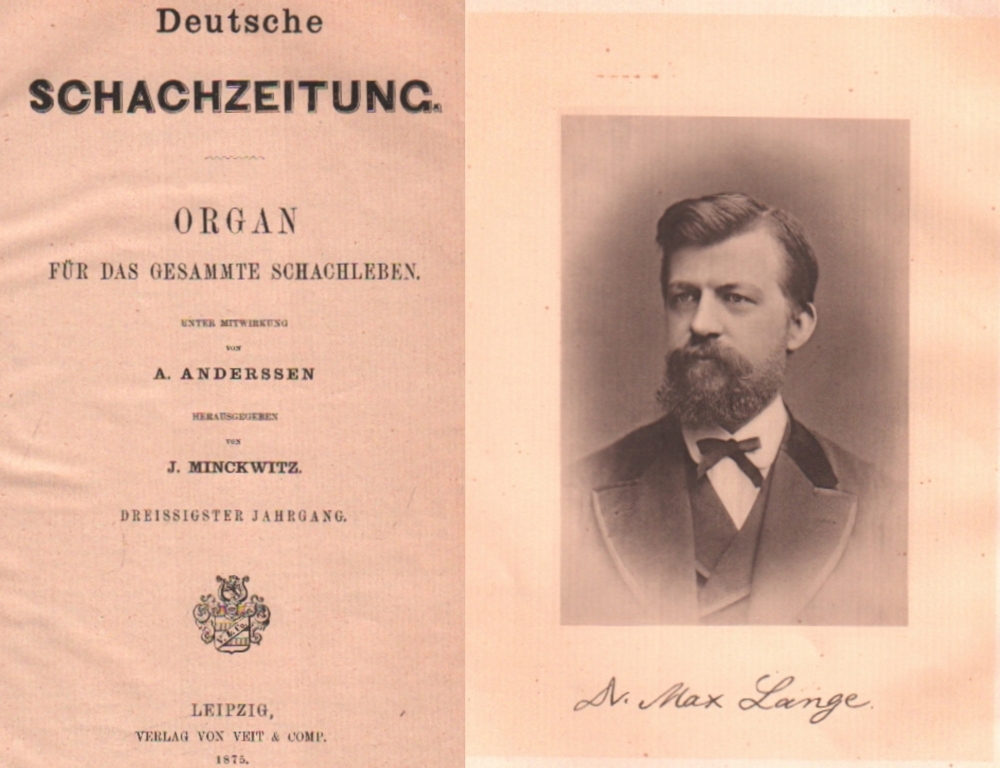 Deutsche
SCHACHZEITUNG.
ORGAN
FÜR DAS GESAMMTE SCHACHLEBEN.
UNTER MITWIRKUNG
VON
A. ANDERSSEN
HERAUSGEGEBEN
VON
J. MINCKWITZ.
DREISSIGSTER JAHRGANG.
LEIPZIG,
VERLAG VON VEIT & COMP.
1875.
Dr. Max Lange.